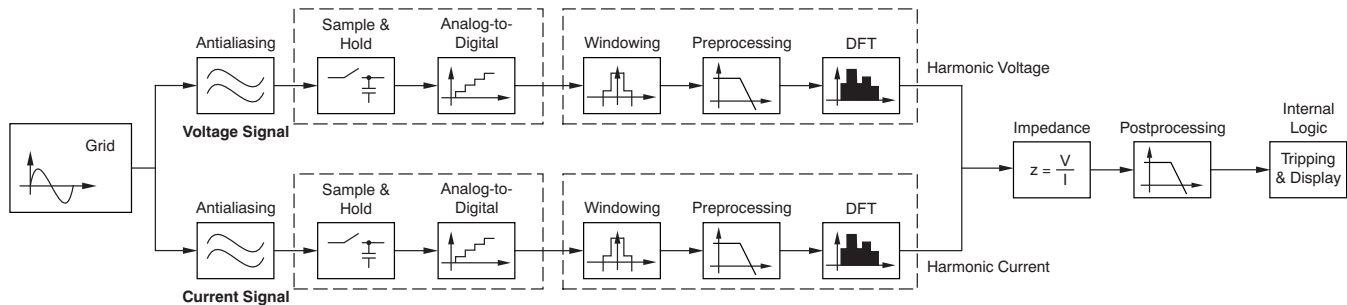 Sample &
Hold
Analog-to-
Digital
Antialiasing
Windowing
Preprocessing
DFT
Harmonic Voltage
Voltage Signal
Grid
Impedance
z = V
I
Postprocessing
Internal
Logic
Tripping
& Display
Sample &
Hold
Analog-to-
Digital
Antialiasing
Windowing
Preprocessing
DFT
Harmonic Current
Current Signal